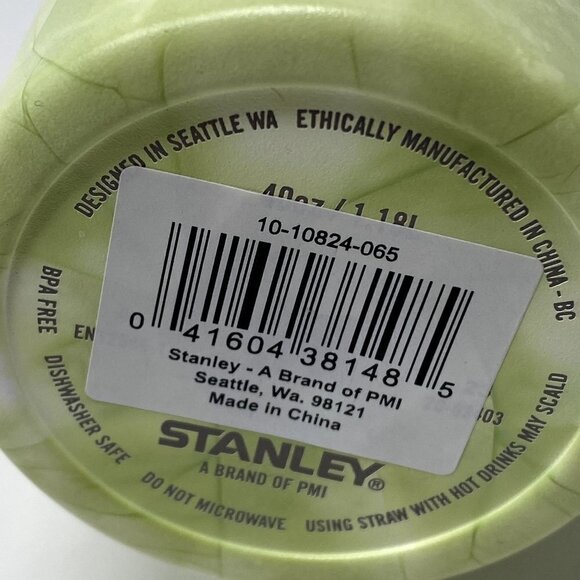 DESIGNED IN SEATTLE WA ETHICALLY MANUFACTURED IN CHINA - BC
40oz / 1.18L
10-10824-065
0 41604 38148 5
Stanley - A Brand of PMI
Seattle, Wa. 98121
Made in China
EN
03
STANLEY®
A BRAND OF PMI
BPA FREE DISHWASHER SAFE DO NOT MICROWAVE USING STRAW WITH HOT DRINKS MAY SCALD